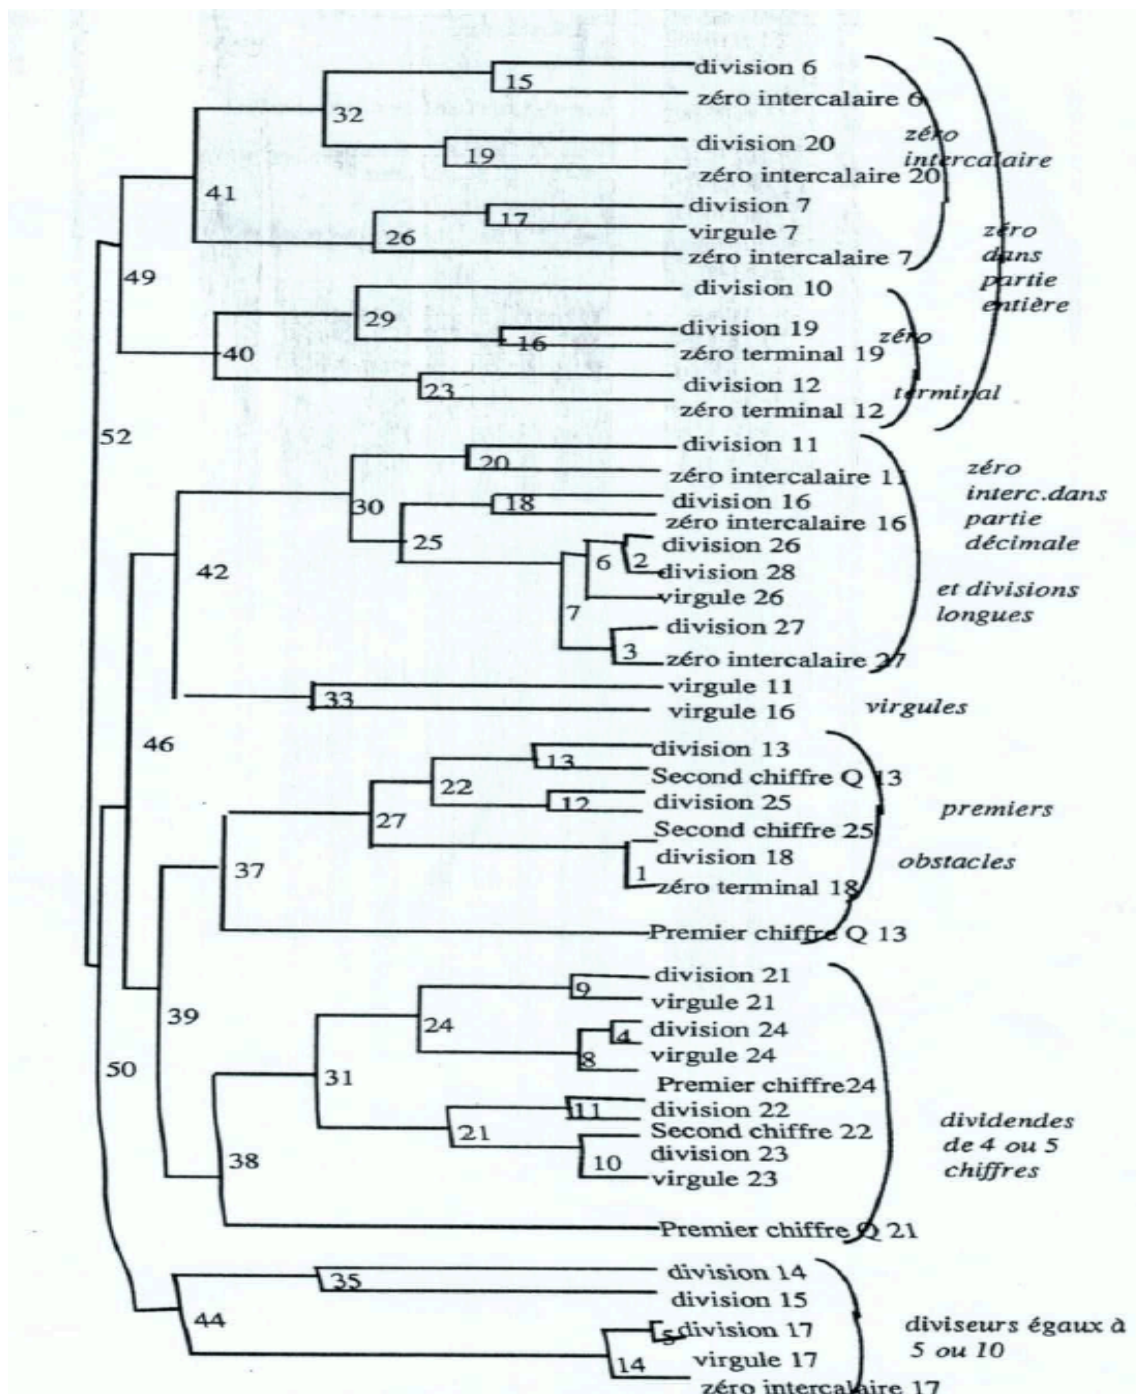 division 6
15
zéro intercalaire 6
32
division 20
zéro
intercalaire
19
zéro intercalaire 20
41
division 7
17
virgule 7
26
zéro intercalaire 7
zéro
dans
partie
entière
49
division 10
29
division 19
16
zéro terminal 19
zéro
terminal
40
division 12
23
zéro terminal 12
52
division 11
20
zéro intercalaire 11
30
division 16
18
zéro intercalaire 16
25
division 26
6
2
division 28
42
virgule 26
7
division 27
3
zéro intercalaire 27
zéro
interc.dans
partie
décimale
et divisions
longues
virgule 11
33
virgule 16
virgules
46
division 13
13
Second chiffre Q 13
22
division 25
12
27
Second chiffre 25
division 18
1
zéro terminal 18
37
Premier chiffre Q 13
premiers
obstacles
division 21
9
virgule 21
39
24
division 24
4
virgule 24
8
50
31
Premier chiffre24
division 22
11
Second chiffre 22
21
division 23
10
virgule 23
38
Premier chiffre Q 21
dividendes
de 4 ou 5
chiffres
division 14
35
division 15
44
5
division 17
14
virgule 17
zéro intercalaire 17
diviseurs égaux à
5 ou 10